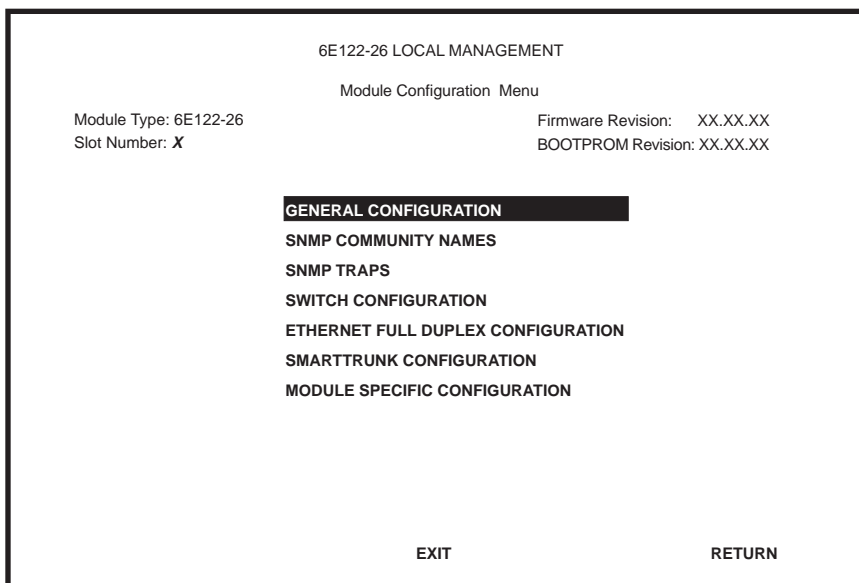 6E122-26 LOCAL MANAGEMENT
Module Configuration Menu
Module Type: 6E122-26 Firmware Revision: XX.XX.XX
Slot Number: X BOOTPROM Revision: XX.XX.XX
GENERAL CONFIGURATION
SNMP COMMUNITY NAMES
SNMP TRAPS
SWITCH CONFIGURATION
ETHERNET FULL DUPLEX CONFIGURATION
SMARTTRUNK CONFIGURATION
MODULE SPECIFIC CONFIGURATION
EXIT RETURN